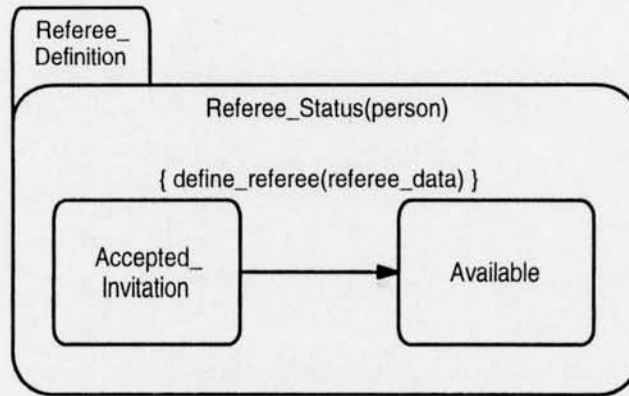 Referee_
Definition
Referee_Status(person)
{ define_referee(referee_data) }
Accepted_
Invitation
Available